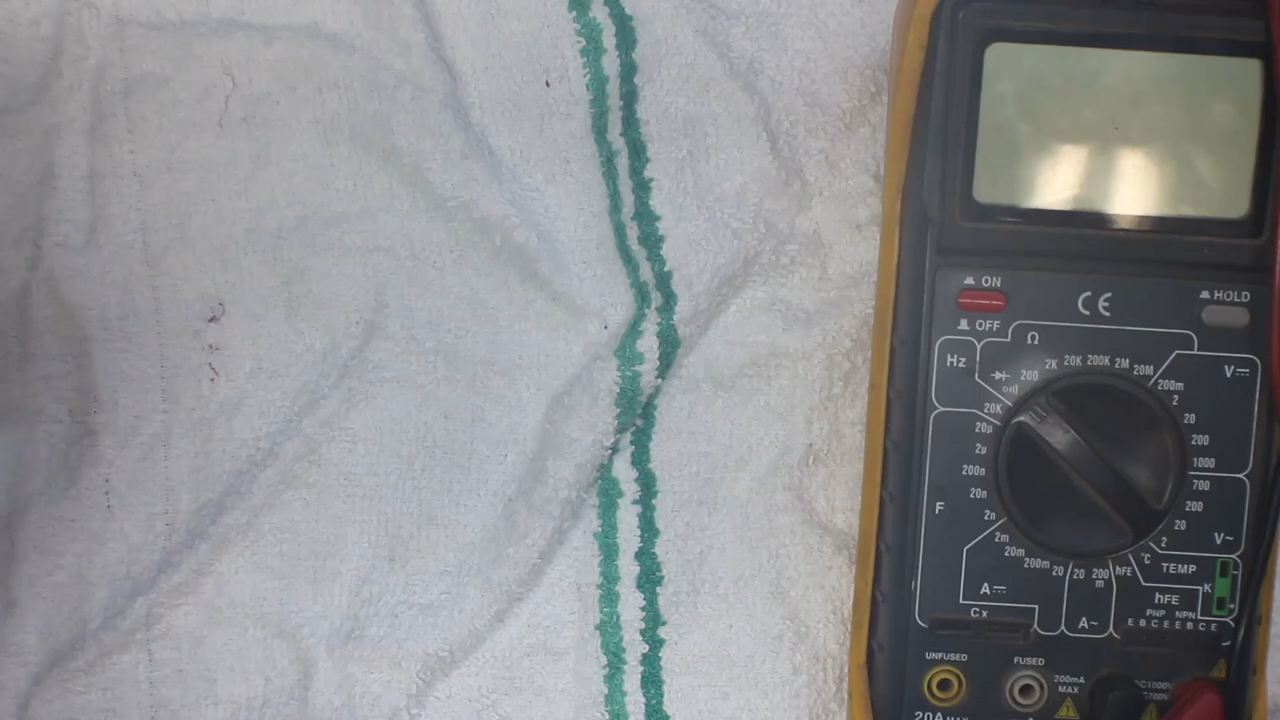 ON
HOLD
CE
OFF
Ω
Hz
200 2K 20K 200K 2M 20M
V⎓
200m
2
20
200
1000
20K
20µ
2µ
200n
20n
2n
F
700
200
20
2
V~
2m
20m
200m
20
A⎓
Cx
20
200
m
A~
hFE
°C
TEMP
K
hFE
PNP NPN
E B C E E B C E
UNFUSED
FUSED
200mA
MAX